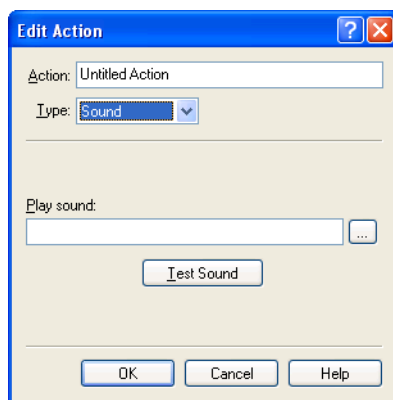 Edit Action
Action: Untitled Action
Type: Sound
Play sound:
...
Test Sound
OK Cancel Help